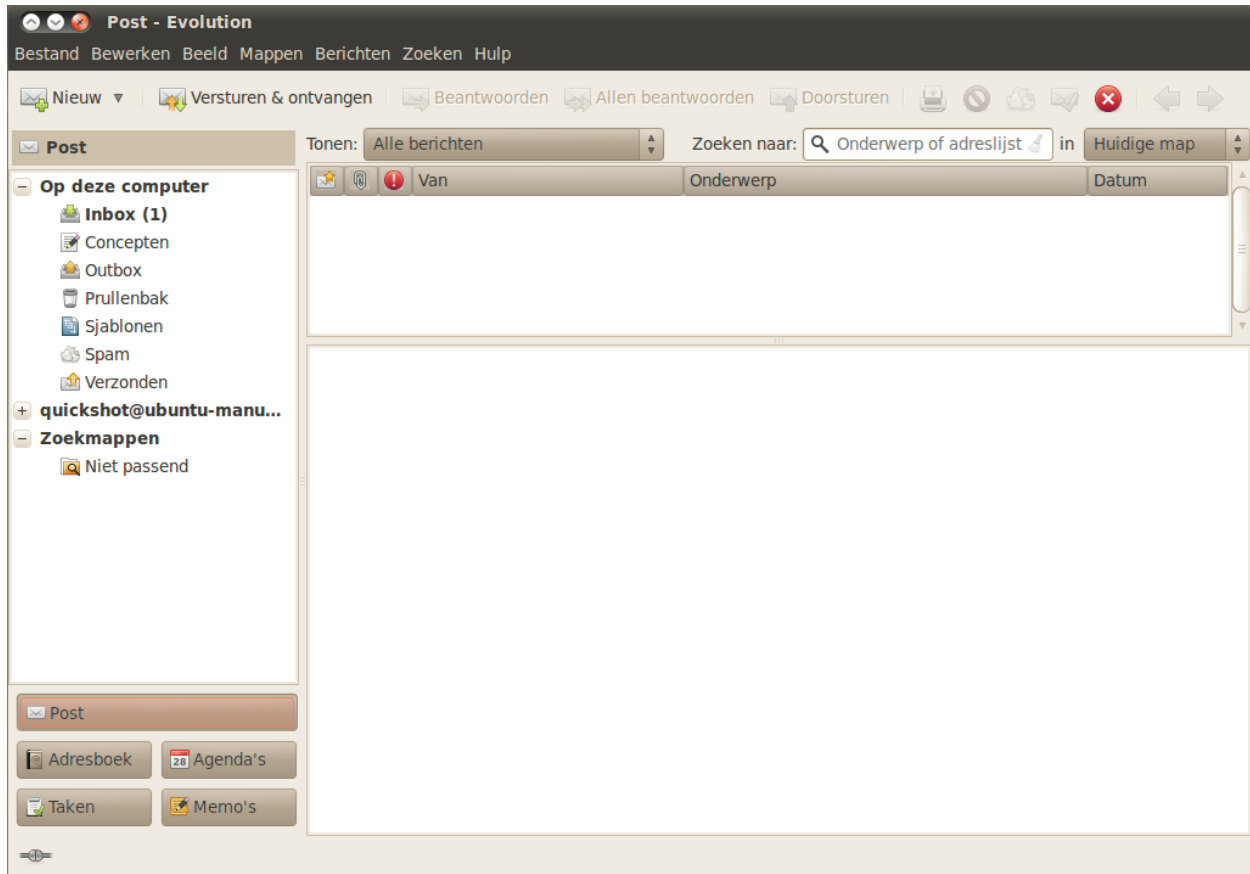 Post - Evolution
Bestand Bewerken Beeld Mappen Berichten Zoeken Hulp
Nieuw Versturen & ontvangen Beantwoorden Allen beantwoorden Doorsturen
Post
Tonen: Alle berichten Zoeken naar: Onderwerp of adreslijst in Huidige map
Van Onderwerp Datum
Op deze computer
Inbox (1)
Concepten
Outbox
Prullenbak
Sjablonen
Spam
Verzonden
quickshot@ubuntu-manu...
Zoekmappen
Niet passend
Post
Adresboek 28 Agenda's
Taken Memo's